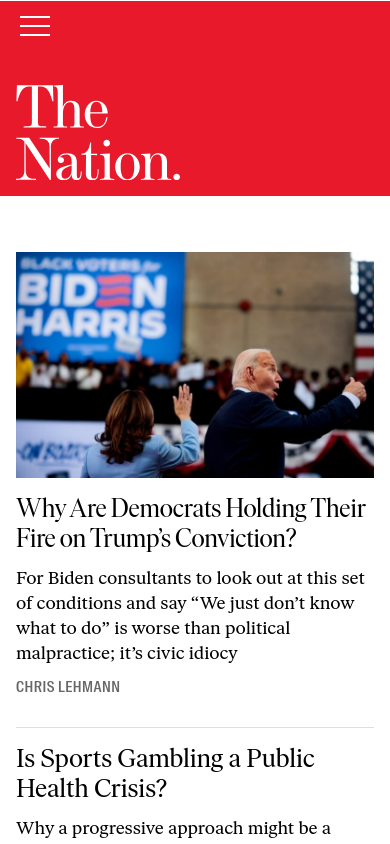 The
Nation.
BLACK VOTERS for
BIDEN
HARRIS
Why Are Democrats Holding Their
Fire on Trump’s Conviction?
For Biden consultants to look out at this set
of conditions and say “We just don’t know
what to do” is worse than political
malpractice; it’s civic idiocy
CHRIS LEHMANN
Is Sports Gambling a Public
Health Crisis?
Why a progressive approach might be a